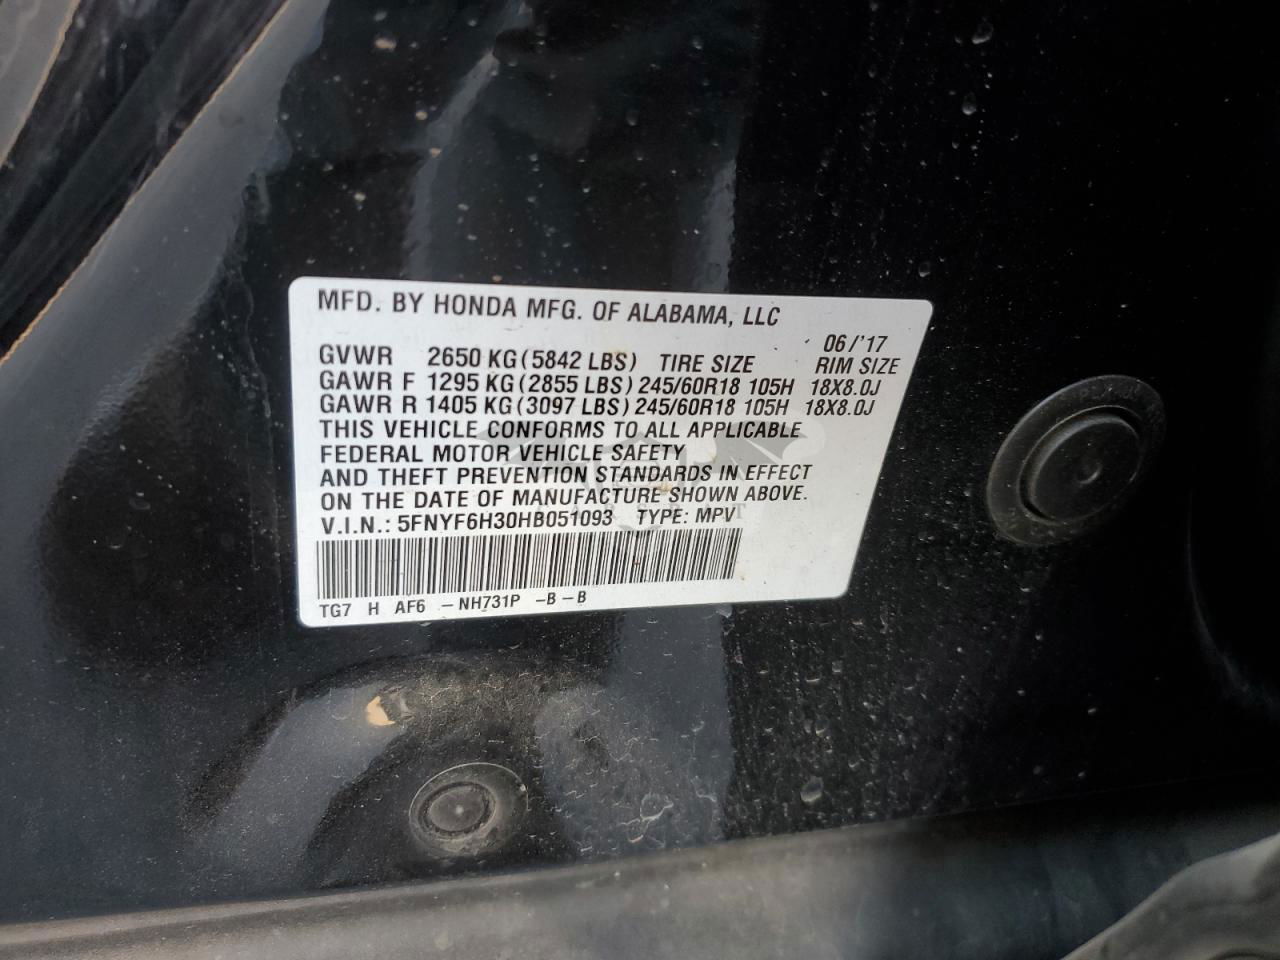 MFD. BY HONDA MFG. OF ALABAMA, LLC
06/'17
GVWR 2650 KG (5842 LBS) TIRE SIZE RIM SIZE
GAWR F 1295 KG (2855 LBS) 245/60R18 105H 18X8.0J
GAWR R 1405 KG (3097 LBS) 245/60R18 105H 18X8.0J
THIS VEHICLE CONFORMS TO ALL APPLICABLE
FEDERAL MOTOR VEHICLE SAFETY
AND THEFT PREVENTION STANDARDS IN EFFECT
ON THE DATE OF MANUFACTURE SHOWN ABOVE.
V.I.N.: 5FNYF6H30HB051093 TYPE: MPV
TG7 H AF6 -NH731P -B-B